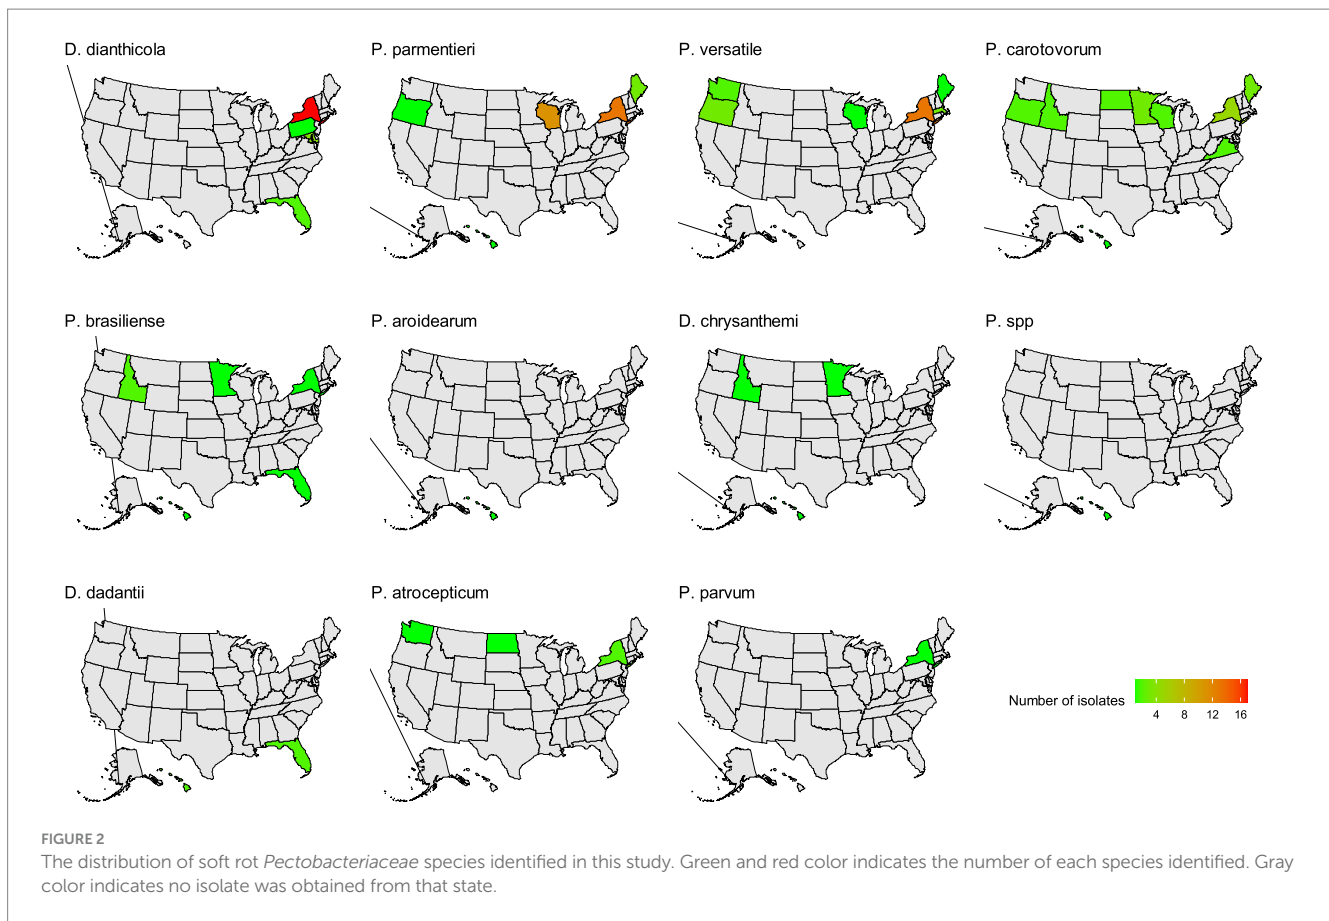 D. dianthicola
P. parmentieri
P. versatile
P. carotovorum
P. brasiliense
P. aroidearum
D. chrysanthemi
P. spp
D. dadantii
P. atrocepticum
P. parvum
Number of isolates
4 8 12 16
FIGURE 2
The distribution of soft rot Pectobacteriaceae species identified in this study. Green and red color indicates the number of each species identified. Gray
color indicates no isolate was obtained from that state.